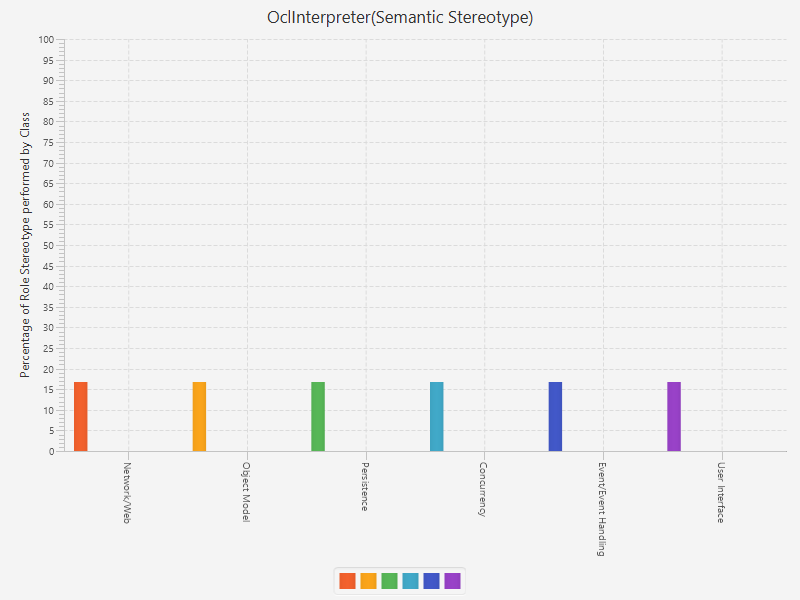 OclInterpreter(Semantic Stereotype)
Percentage of Role Stereotype performed by Class
100
95
90
85
80
75
70
65
60
55
50
45
40
35
30
25
20
15
10
5
0
Network/Web
Object Model
Persistence
Concurrency
Event/Event Handling
User Interface